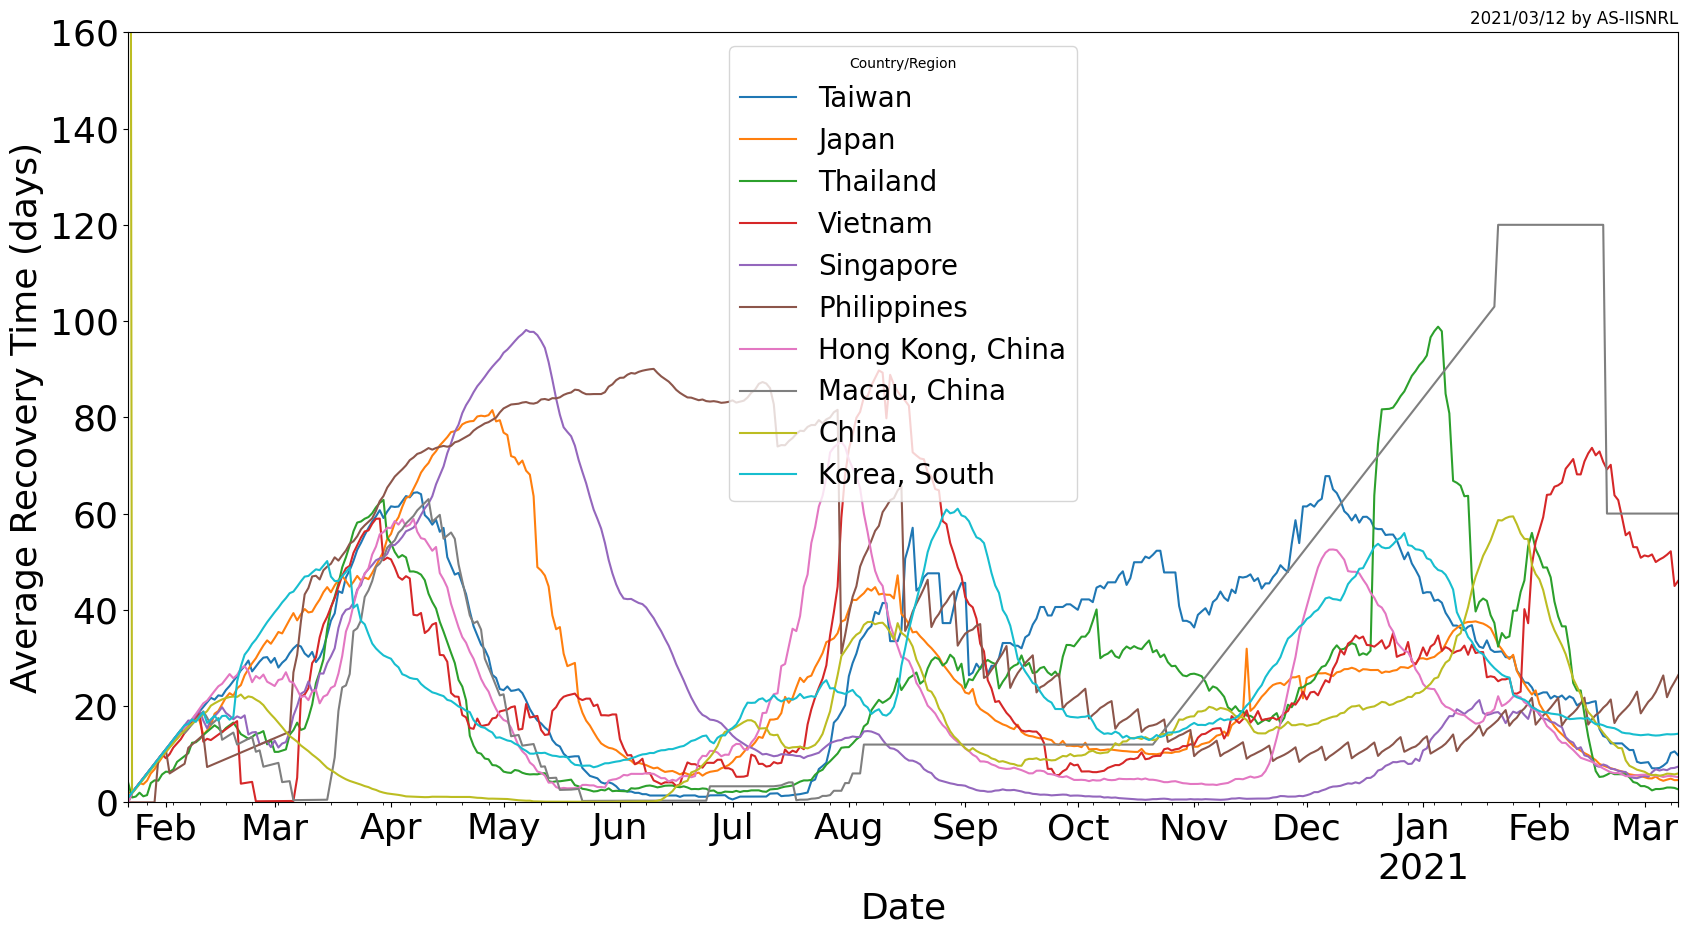 2021/03/12 by AS-IISNRL
Average Recovery Time (days)
160
140
120
100
80
60
40
20
0
Country/Region
Taiwan
Japan
Thailand
Vietnam
Singapore
Philippines
Hong Kong, China
Macau, China
China
Korea, South
Feb Mar Apr May Jun Jul Aug Sep Oct Nov Dec Jan Feb Mar
2021
Date